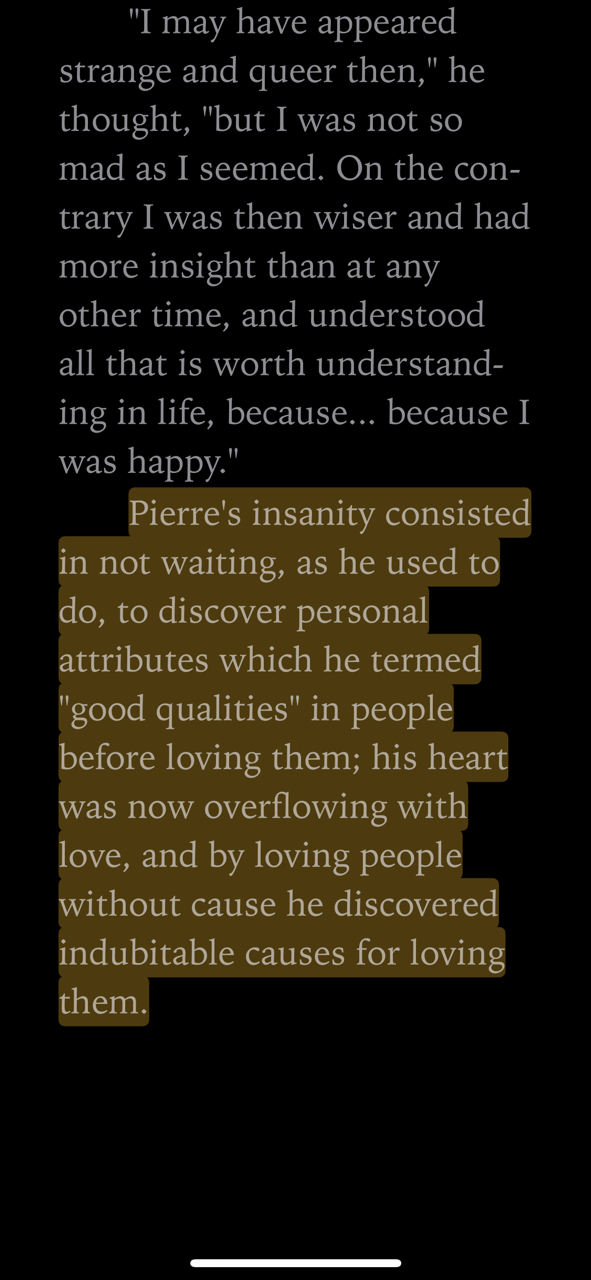 "I may have appeared
strange and queer then," he
thought, "but I was not so
mad as I seemed. On the con-
trary I was then wiser and had
more insight than at any
other time, and understood
all that is worth understand-
ing in life, because... because I
was happy."
Pierre's insanity consisted
in not waiting, as he used to
do, to discover personal
attributes which he termed
"good qualities" in people
before loving them; his heart
was now overflowing with
love, and by loving people
without cause he discovered
indubitable causes for loving
them.